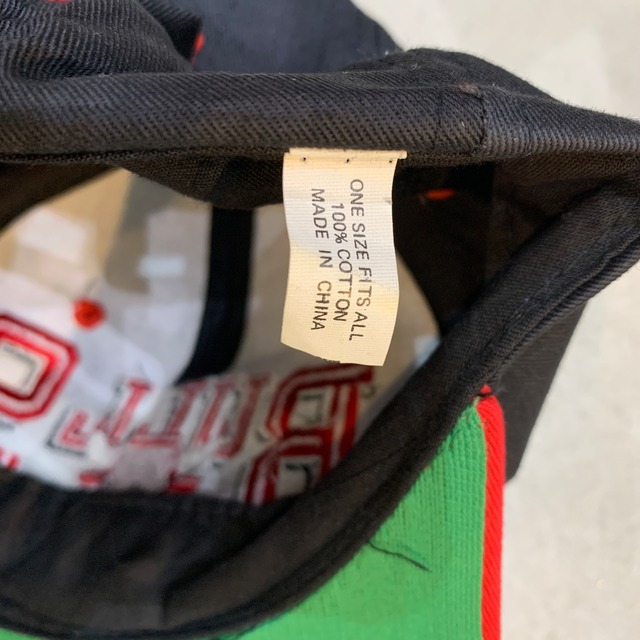 ONE SIZE FITS ALL
100% COTTON
MADE IN CHINA